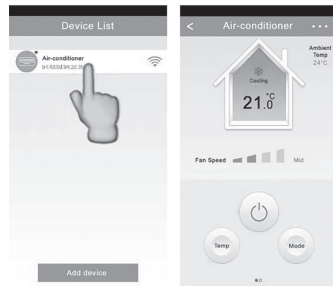 Device List
Air-conditioner
Add device
< Air-conditioner ...
Ambient
Temp
24°C
Cooling
21.0°C
Fan Speed Mid
Temp
Mode